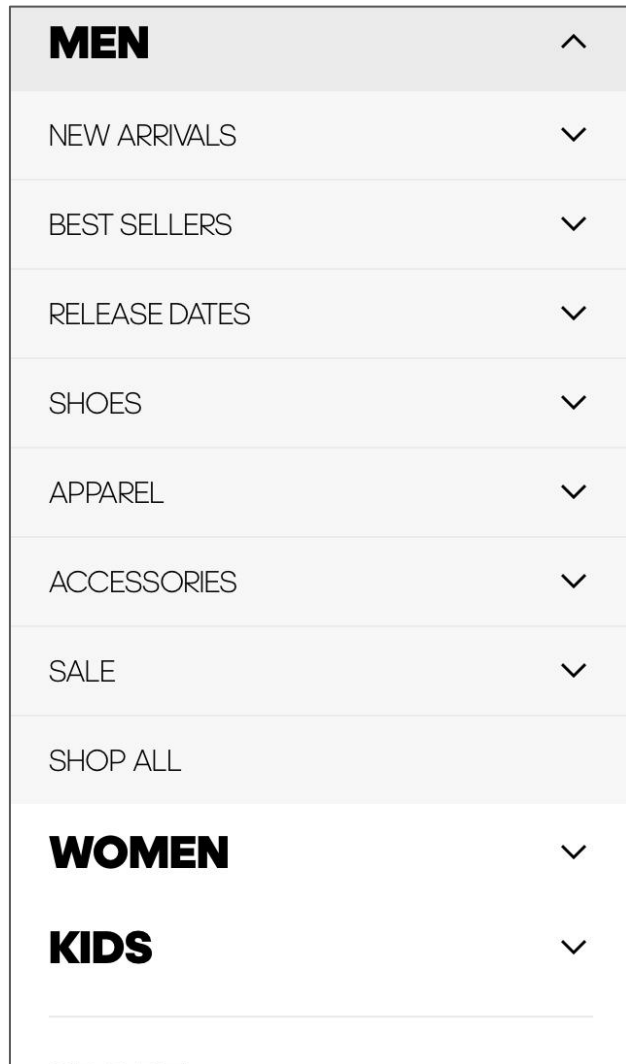 MEN
NEW ARRIVALS
BEST SELLERS
RELEASE DATES
SHOES
APPAREL
ACCESSORIES
SALE
SHOP ALL
WOMEN
KIDS